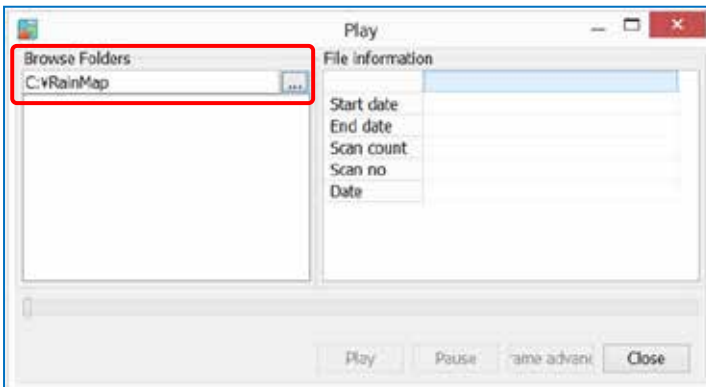 Play
Browse Folders
File information
C:¥RainMap
...
Start date
End date
Scan count
Scan no
Date
Play
Pause
rame advanc
Close